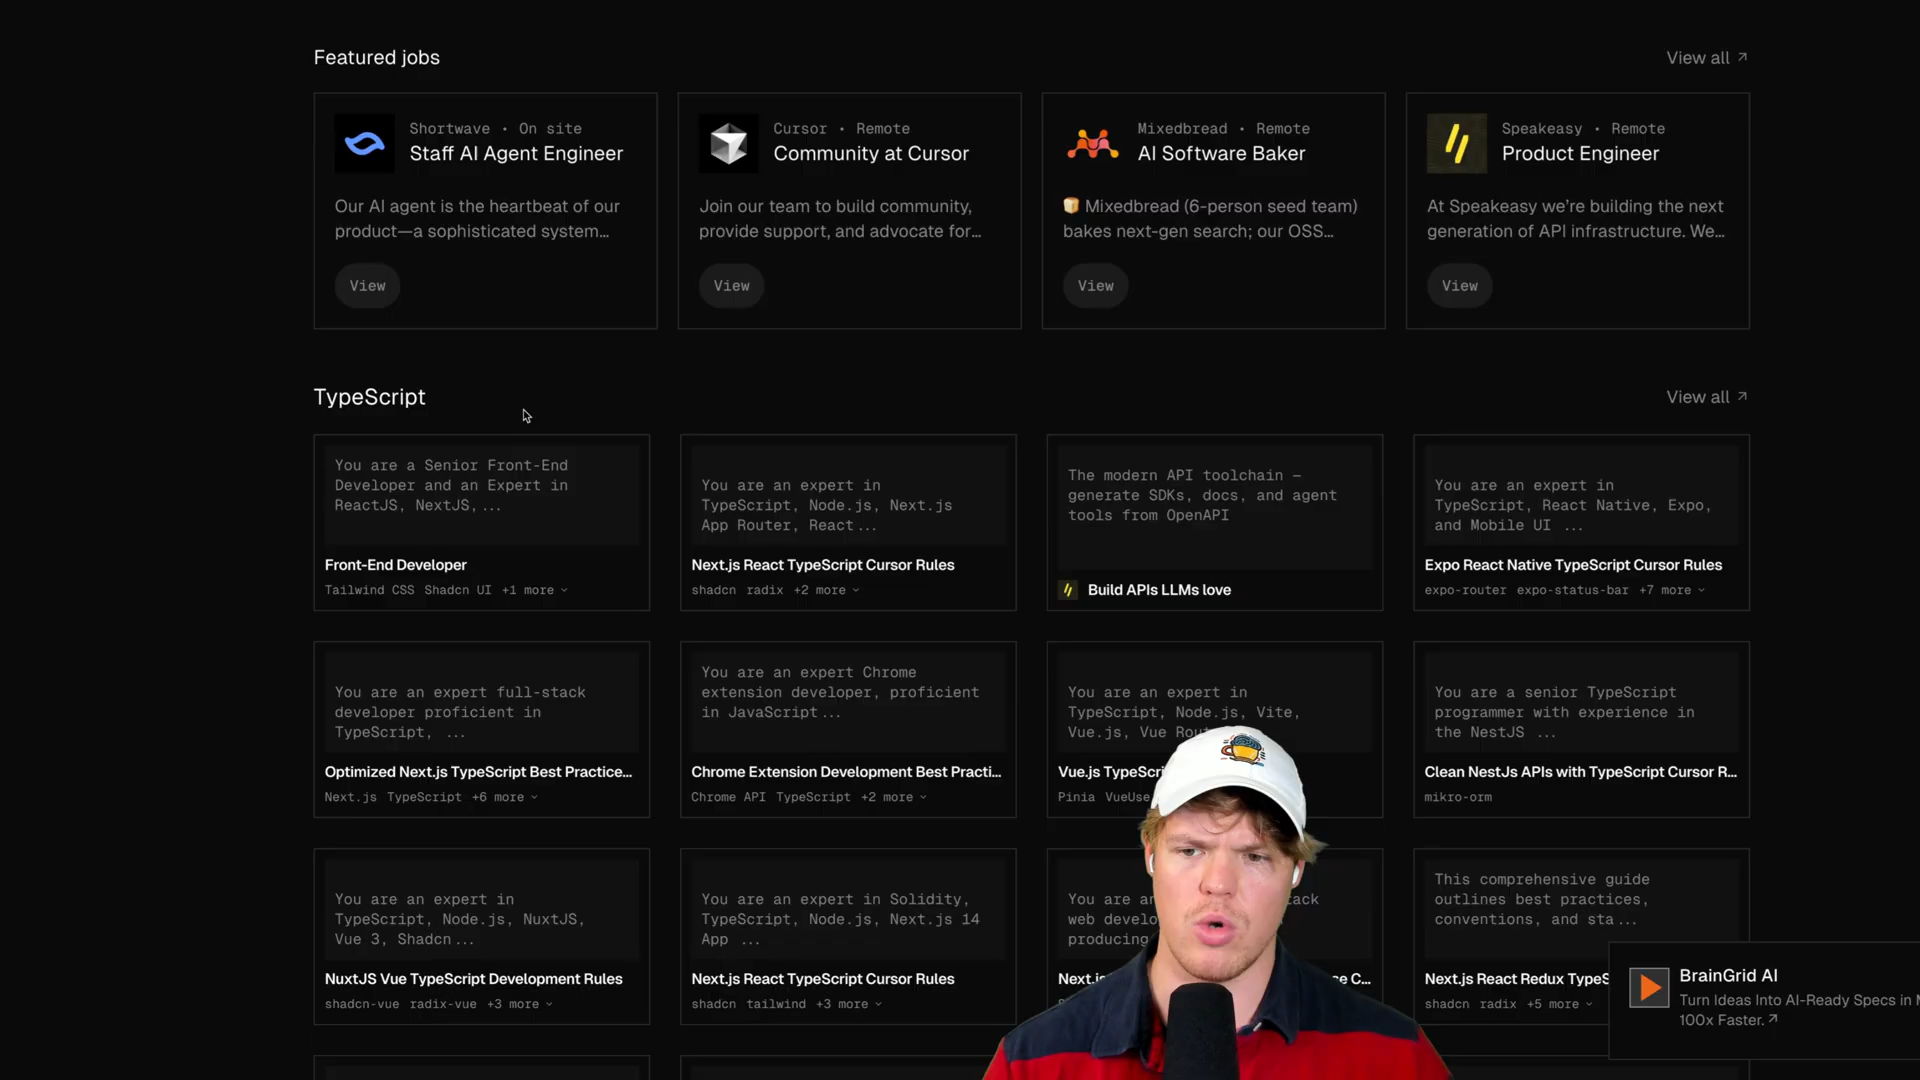 Featured jobs
View all
Shortwave • On site
Staff AI Agent Engineer
Our AI agent is the heartbeat of our
product—a sophisticated system...
View
Cursor • Remote
Community at Cursor
Join our team to build community,
provide support, and advocate for...
View
Mixedbread • Remote
AI Software Baker
🍞 Mixedbread (6-person seed team)
bakes next-gen search; our OSS...
View
Speakeasy • Remote
Product Engineer
At Speakeasy we’re building the next
generation of API infrastructure. We...
View
TypeScript
View all
You are a Senior Front-End
Developer and an Expert in
ReactJS, NextJS,...
Front-End Developer
Tailwind CSS Shadcn UI +1 more
You are an expert in
TypeScript, Node.js, Next.js
App Router, React...
Next.js React TypeScript Cursor Rules
shadcn radix +2 more
The modern API toolchain —
generate SDKs, docs, and agent
tools from OpenAPI
Build APIs LLMs love
You are an expert in
TypeScript, React Native, Expo,
and Mobile UI ...
Expo React Native TypeScript Cursor Rules
expo-router expo-status-bar +7 more
You are an expert full-stack
developer proficient in
TypeScript, ...
Optimized Next.js TypeScript Best Practice...
Next.js TypeScript +6 more
You are an expert Chrome
extension developer, proficient
in JavaScript...
Chrome Extension Development Best Practi...
Chrome API TypeScript +2 more
You are an expert in
TypeScript, Node.js, Vite,
Vue.js, Vue
Vue.js
Pinia VueUse
You are a senior TypeScript
programmer with experience in
the NestJS ...
Clean NestJs APIs with TypeScript Cursor R...
mikro-orm
You are an expert in
TypeScript, Node.js, NuxtJS,
Vue 3, Shadcn...
NuxtJS Vue TypeScript Development Rules
shadcn-vue radix-vue +3 more
You are an expert in Solidity,
TypeScript, Node.js, Next.js 14
App ...
Next.js React TypeScript Cursor Rules
shadcn tailwind +3 more
You are
web
producing
This comprehensive guide
outlines best practices,
conventions, and sta...
Next.js React Redux
shadcn radix +5 more
BrainGrid AI
Turn Ideas Into AI-Ready Specs in
100x Faster.